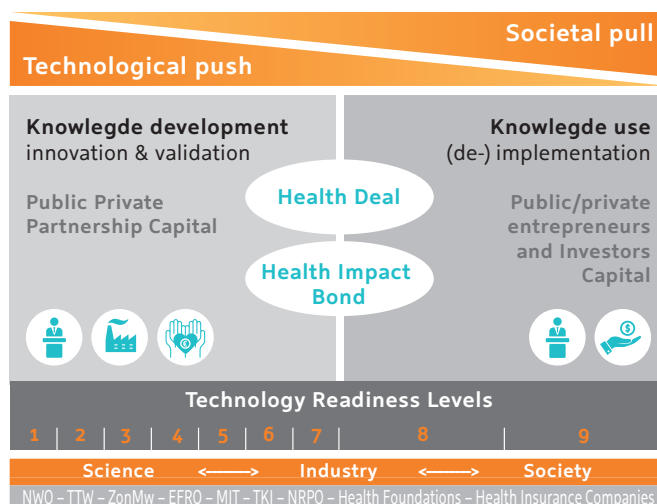 Societal pull
Technological push
Knowlegde development
innovation & validation
Knowlegde use
(de-) implementation
Public Private
Partnership Capital
Health Deal
Health Impact
Bond
Public/private
entrepreneurs
and Investors
Capital
$
$
Technology Readiness Levels
1 | 2 | 3 | 4 | 5 | 6 | 7 | 8 | 9
Science <------> Industry <------> Society
NWO – TTW – ZonMw – EFRO – MIT – TKI – NRPO – Health Foundations – Health Insurance Companies